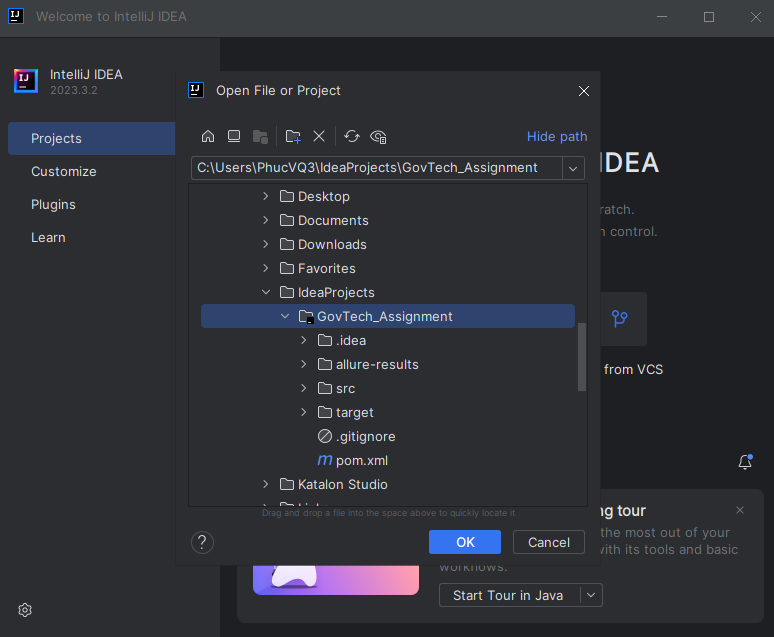 Welcome to IntelliJ IDEA
IntelliJ IDEA
2023.3.2
Projects
Customize
Plugins
Learn
Open File or Project
Hide path
C:\Users\PhucVQ3\IdeaProjects\GovTech_Assignment
Desktop
Documents
Downloads
Favorites
IdeaProjects
GovTech_Assignment
.idea
allure-results
src
target
.gitignore
pom.xml
Katalon Studio
Drag and drop a file into the space above to quickly locate it
?
OK
Cancel
IDEA
control.
from VCS
tour
the most out of your
with its tools and basic
workflows.
Start Tour in Java